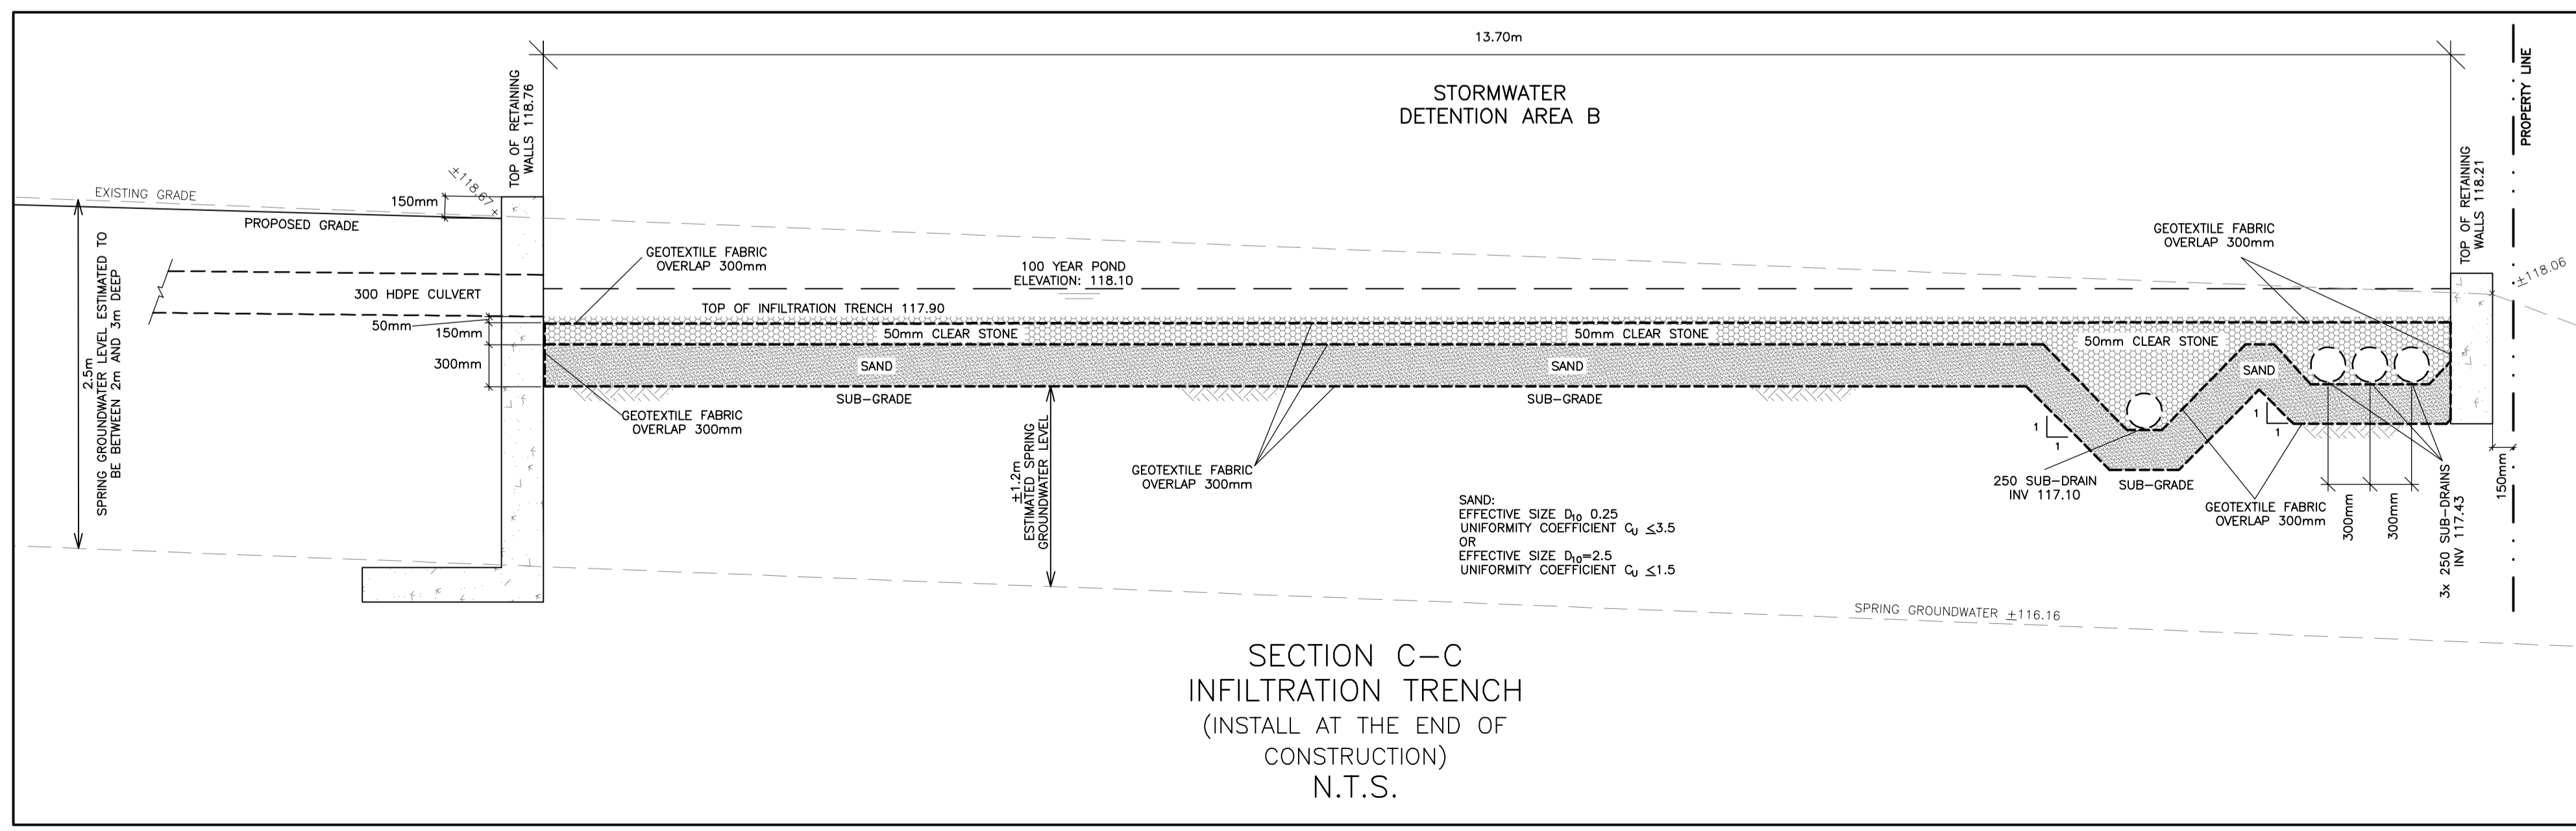 13.70m
STORMWATER
DETENTION AREA B
PROPERTY LINE
TOP OF RETAINING
WALLS 118.76
±118.67
150mm
EXISTING GRADE
PROPOSED GRADE
2.5m
SPRING GROUNDWATER LEVEL ESTIMATED TO
BE BETWEEN 2m AND 3m DEEP
300 HDPE CULVERT
50mm
150mm
300mm
GEOTEXTILE FABRIC
OVERLAP 300mm
100 YEAR POND
ELEVATION: 118.10
TOP OF INFILTRATION TRENCH 117.90
50mm CLEAR STONE
50mm CLEAR STONE
50mm CLEAR STONE
SAND
SAND
SAND
SUB-GRADE
SUB-GRADE
SUB-GRADE
GEOTEXTILE FABRIC
OVERLAP 300mm
±1.2m
ESTIMATED SPRING
GROUNDWATER LEVEL
GEOTEXTILE FABRIC
OVERLAP 300mm
SAND:
EFFECTIVE SIZE D10 0.25
UNIFORMITY COEFFICIENT CU ≤3.5
OR
EFFECTIVE SIZE D10=2.5
UNIFORMITY COEFFICIENT CU ≤1.5
GEOTEXTILE FABRIC
OVERLAP 300mm
TOP OF RETAINING
WALLS 118.21
±118.06
1
1
1
1
250 SUB-DRAIN
INV 117.10
GEOTEXTILE FABRIC
OVERLAP 300mm
300mm
300mm
3x 250 SUB-DRAINS
INV 117.43
150mm
SPRING GROUNDWATER ±116.16
SECTION C-C
INFILTRATION TRENCH
(INSTALL AT THE END OF
CONSTRUCTION)
N.T.S.